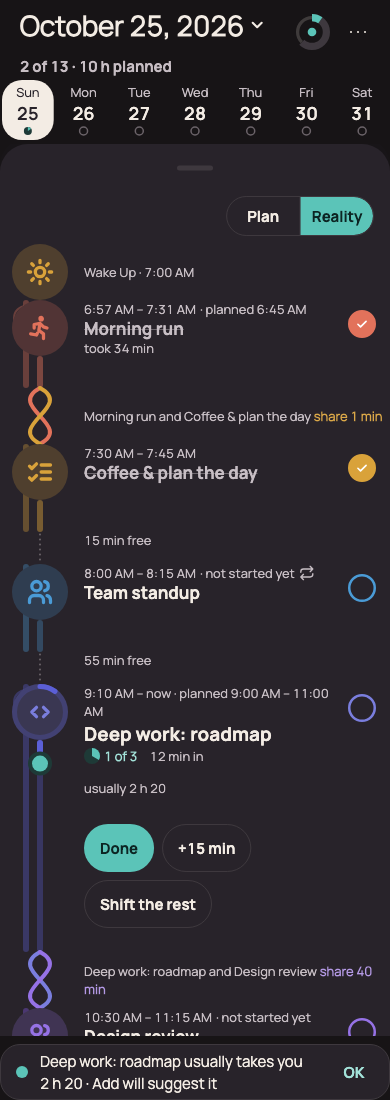 October 25, 2026
2 of 13 · 10 h planned
Sun Mon Tue Wed Thu Fri Sat
25 26 27 28 29 30 31
Plan Reality
Wake Up · 7:00 AM
6:57 AM – 7:31 AM · planned 6:45 AM
Morning run
took 34 min
Morning run and Coffee & plan the day share 1 min
7:30 AM – 7:45 AM
Coffee & plan the day
15 min free
8:00 AM – 8:15 AM · not started yet
Team standup
55 min free
9:10 AM – now · planned 9:00 AM – 11:00
AM
Deep work: roadmap
1 of 3 12 min in
usually 2 h 20
Done +15 min
Shift the rest
Deep work: roadmap and Design review share 40
min
10:30 AM – 11:15 AM · not started yet
Design review
Deep work: roadmap usually takes you
2 h 20 · Add will suggest it
OK